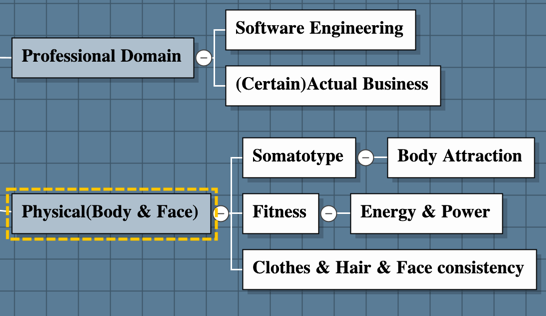 Software Engineering
Professional Domain
(Certain)Actual Business
Somatotype
Body Attraction
Physical(Body & Face)
Fitness
Energy & Power
Clothes & Hair & Face consistency